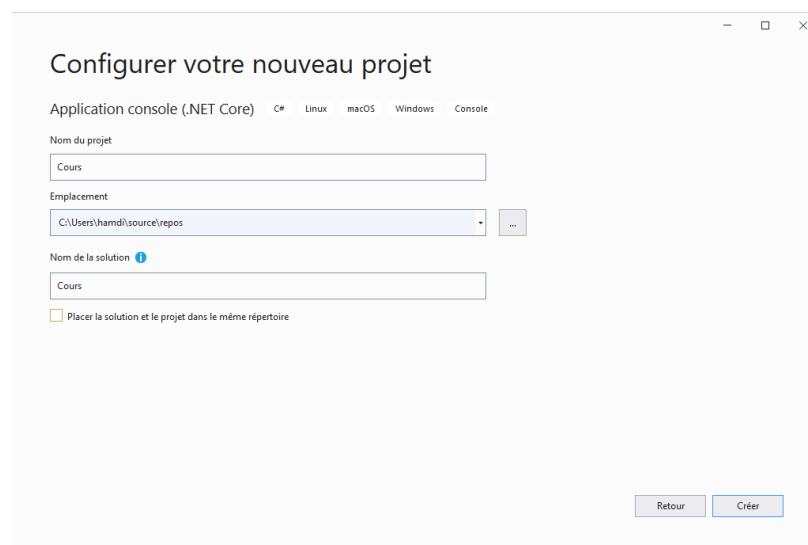 Configurer votre nouveau projet
Application console (.NET Core) C# Linux macOS Windows Console
Nom du projet
Cours
Emplacement
C:\Users\hamdi\source\repos
...
Nom de la solution
Cours
Placer la solution et le projet dans le même répertoire
Retour Créer